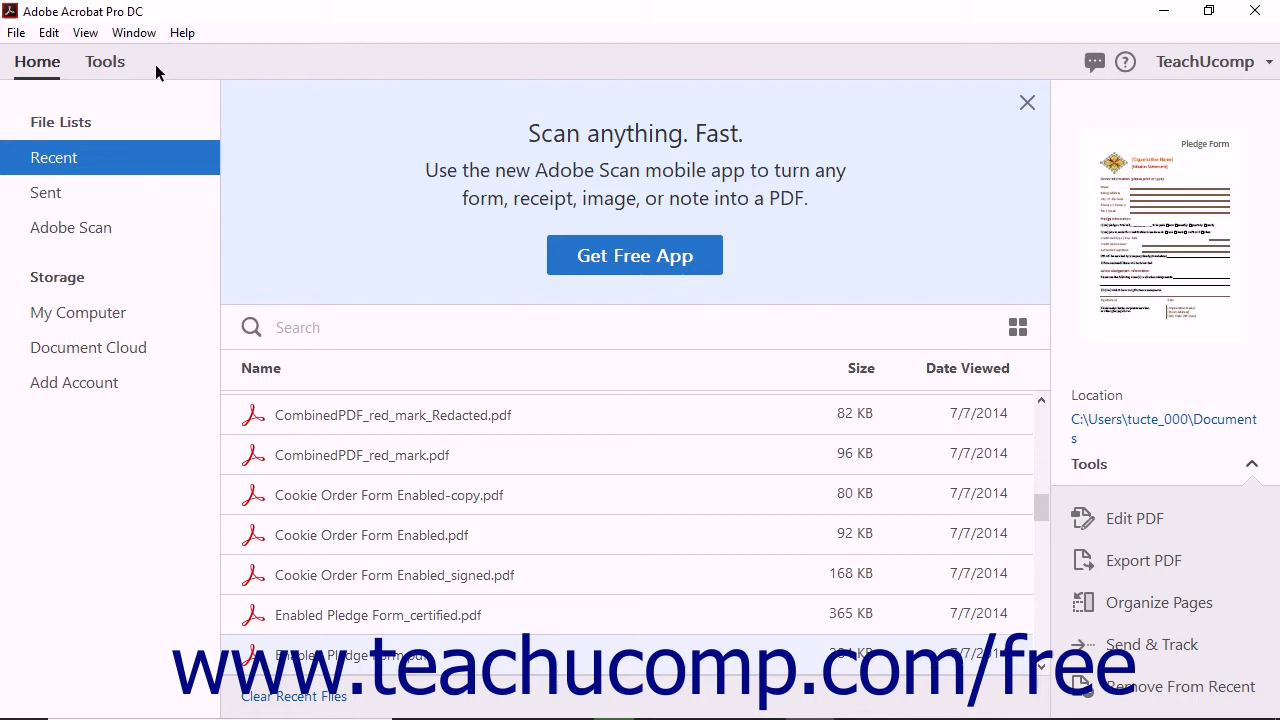 Adobe Acrobat Pro DC
File Edit View Window Help
Home Tools
TeachUcomp
File Lists
Recent
Sent
Adobe Scan
Storage
My Computer
Document Cloud
Add Account
Scan anything. Fast.
Use the new Adobe Scan mobile app to turn any
form, receipt, image, or note into a PDF.
Get Free App
Search
Name Size Date Viewed
CombinedPDF_red_mark_Redacted.pdf 82 KB 7/7/2014
CombinedPDF_red_mark.pdf 96 KB 7/7/2014
Cookie Order Form Enabled-copy.pdf 80 KB 7/7/2014
Cookie Order Form Enabled.pdf 92 KB 7/7/2014
Cookie Order Form Enabled_signed.pdf 168 KB 7/7/2014
Enabled Pledge Form_certified.pdf 365 KB 7/7/2014
Clear Recent Files
Pledge Form
[Organization Name]
[Mission Statement]
Location
C:\Users\tucte_000\Document
s
Tools
Edit PDF
Export PDF
Organize Pages
Send & Track
Remove From Recent
www.teachucomp.com/free